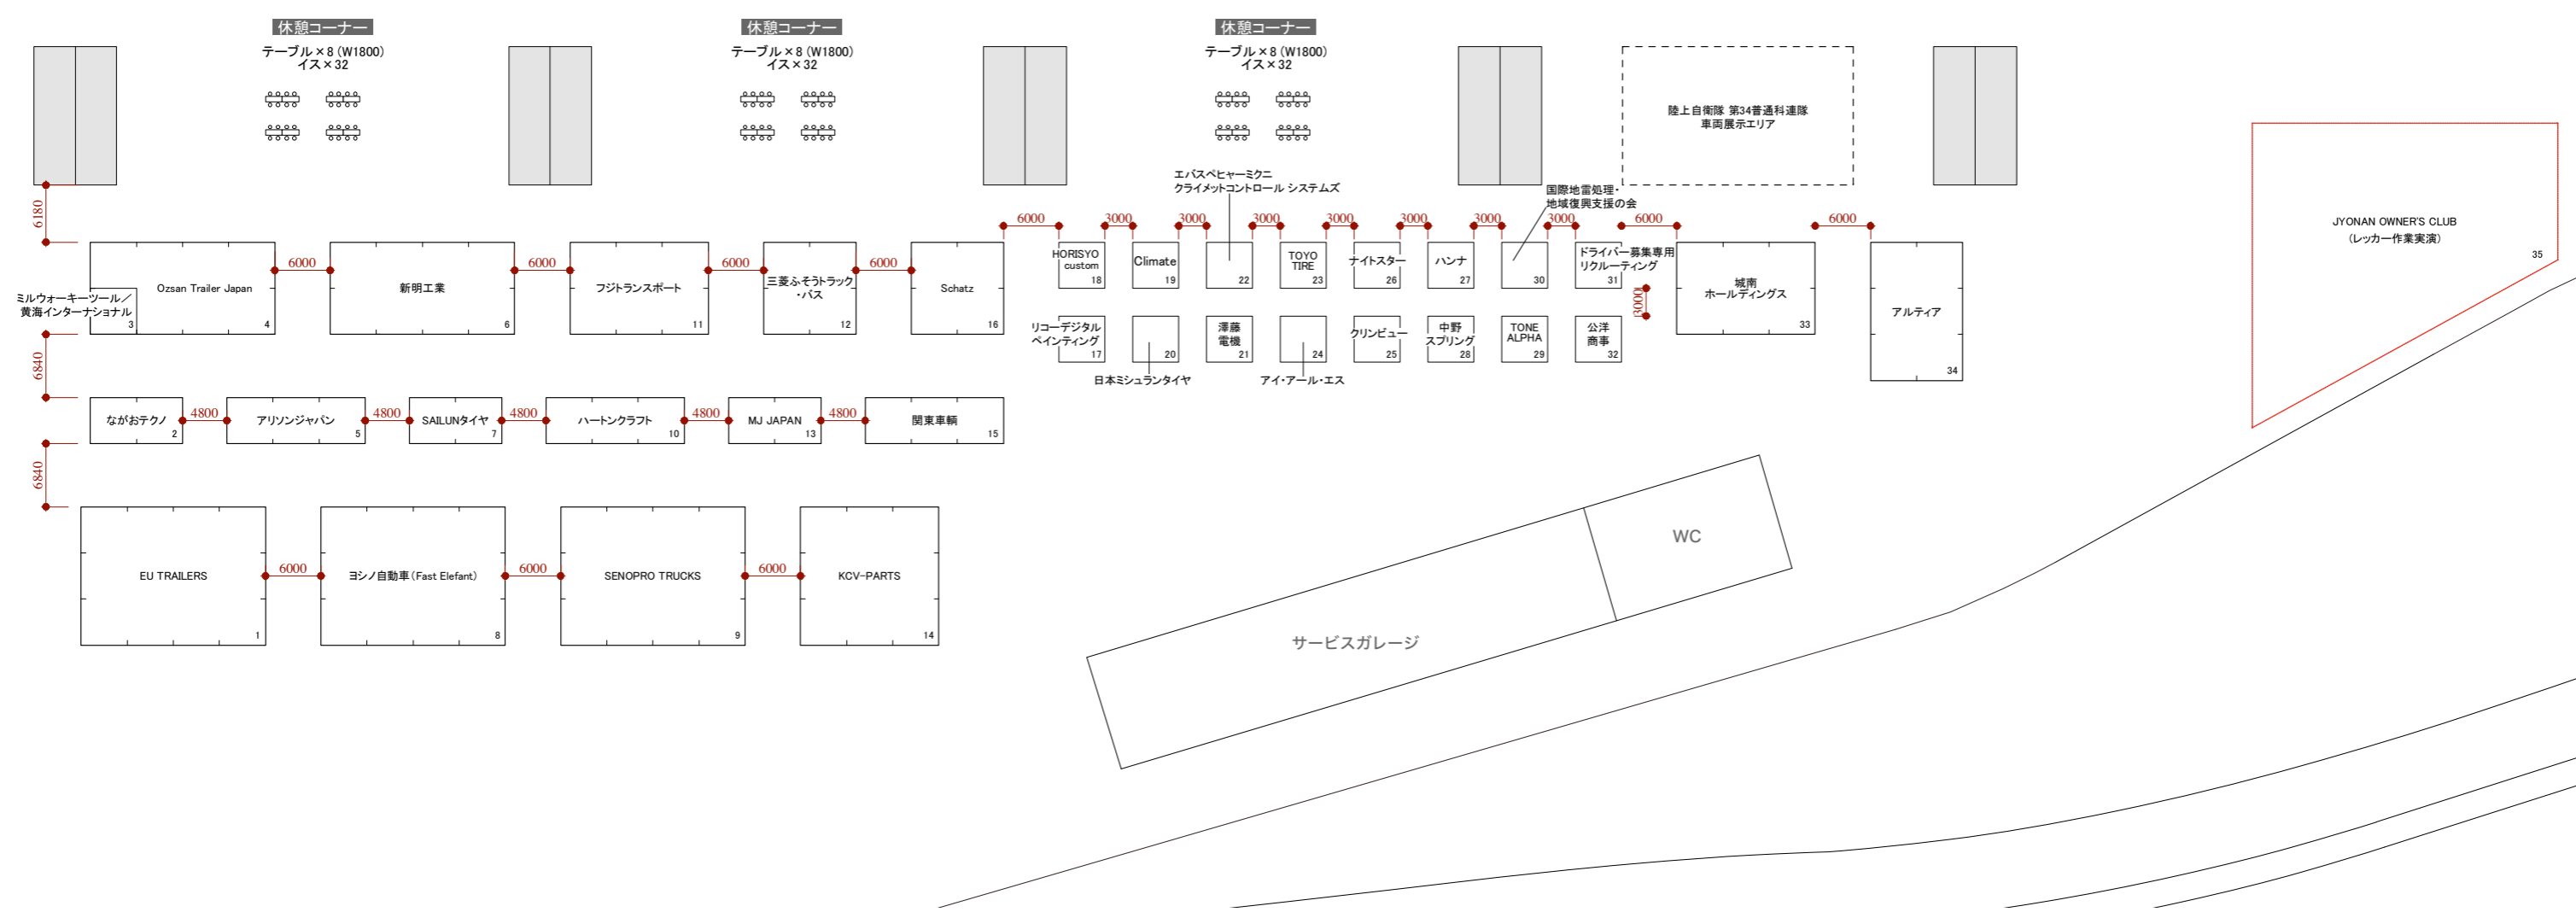 休憩コーナー
テーブル×8 (W1800)
イス×32
休憩コーナー
テーブル×8 (W1800)
イス×32
休憩コーナー
テーブル×8 (W1800)
イス×32
陸上自衛隊 第34普通科連隊
車両展示エリア
JYONAN OWNER'S CLUB
（レッカー作業実演）
35
エバスペヒャーミクニ
クライメットコントロール システムズ
国際地雷処理・
地域復興支援の会
6180
6000
3000
3000
3000
3000
3000
3000
3000
6000
6000
ミルウォーキーツール／
黄海インターナショナル
3
Ozsan Trailer Japan
4
6000
新明工業
6
6000
フジトランスポート
11
6000
三菱ふそうトラック
・バス
12
6000
Schatz
16
HORISYO
custom
18
Climate
19
22
TOYO
TIRE
23
ナイトスター
26
ハンナ
27
30
ドライバー募集専用
リクルーティング
31
3000
城南
ホールディングス
33
アルティア
34
リコーデジタル
ペインティング
17
20
日本ミシュランタイヤ
澤藤
電機
21
24
アイ・アール・エス
クリンビュー
25
中野
スプリング
28
TONE
ALPHA
29
公洋
商事
32
6840
ながおテクノ
2
4800
アリソンジャパン
5
4800
SAILUNタイヤ
7
4800
ハートンクラフト
10
4800
MJ JAPAN
13
4800
関東車輌
15
6840
EU TRAILERS
1
6000
ヨシノ自動車（Fast Elefant）
8
6000
SENOPRO TRUCKS
9
6000
KCV-PARTS
14
WC
サービスガレージ